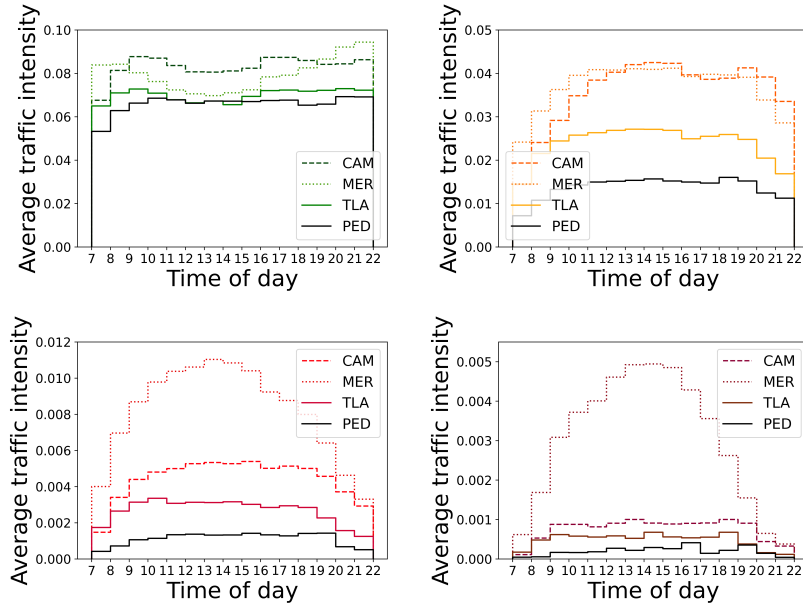 Average traffic intensity
0.10
0.08
0.06
0.04
0.02
0.00
CAM
MER
TLA
PED
7 8 9 10 11 12 13 14 15 16 17 18 19 20 21 22
Time of day
Average traffic intensity
0.05
0.04
0.03
0.02
0.01
0.00
CAM
MER
TLA
PED
7 8 9 10 11 12 13 14 15 16 17 18 19 20 21 22
Time of day
Average traffic intensity
0.012
0.010
0.008
0.006
0.004
0.002
0.000
CAM
MER
TLA
PED
7 8 9 10 11 12 13 14 15 16 17 18 19 20 21 22
Time of day
Average traffic intensity
0.005
0.004
0.003
0.002
0.001
0.000
CAM
MER
TLA
PED
7 8 9 10 11 12 13 14 15 16 17 18 19 20 21 22
Time of day